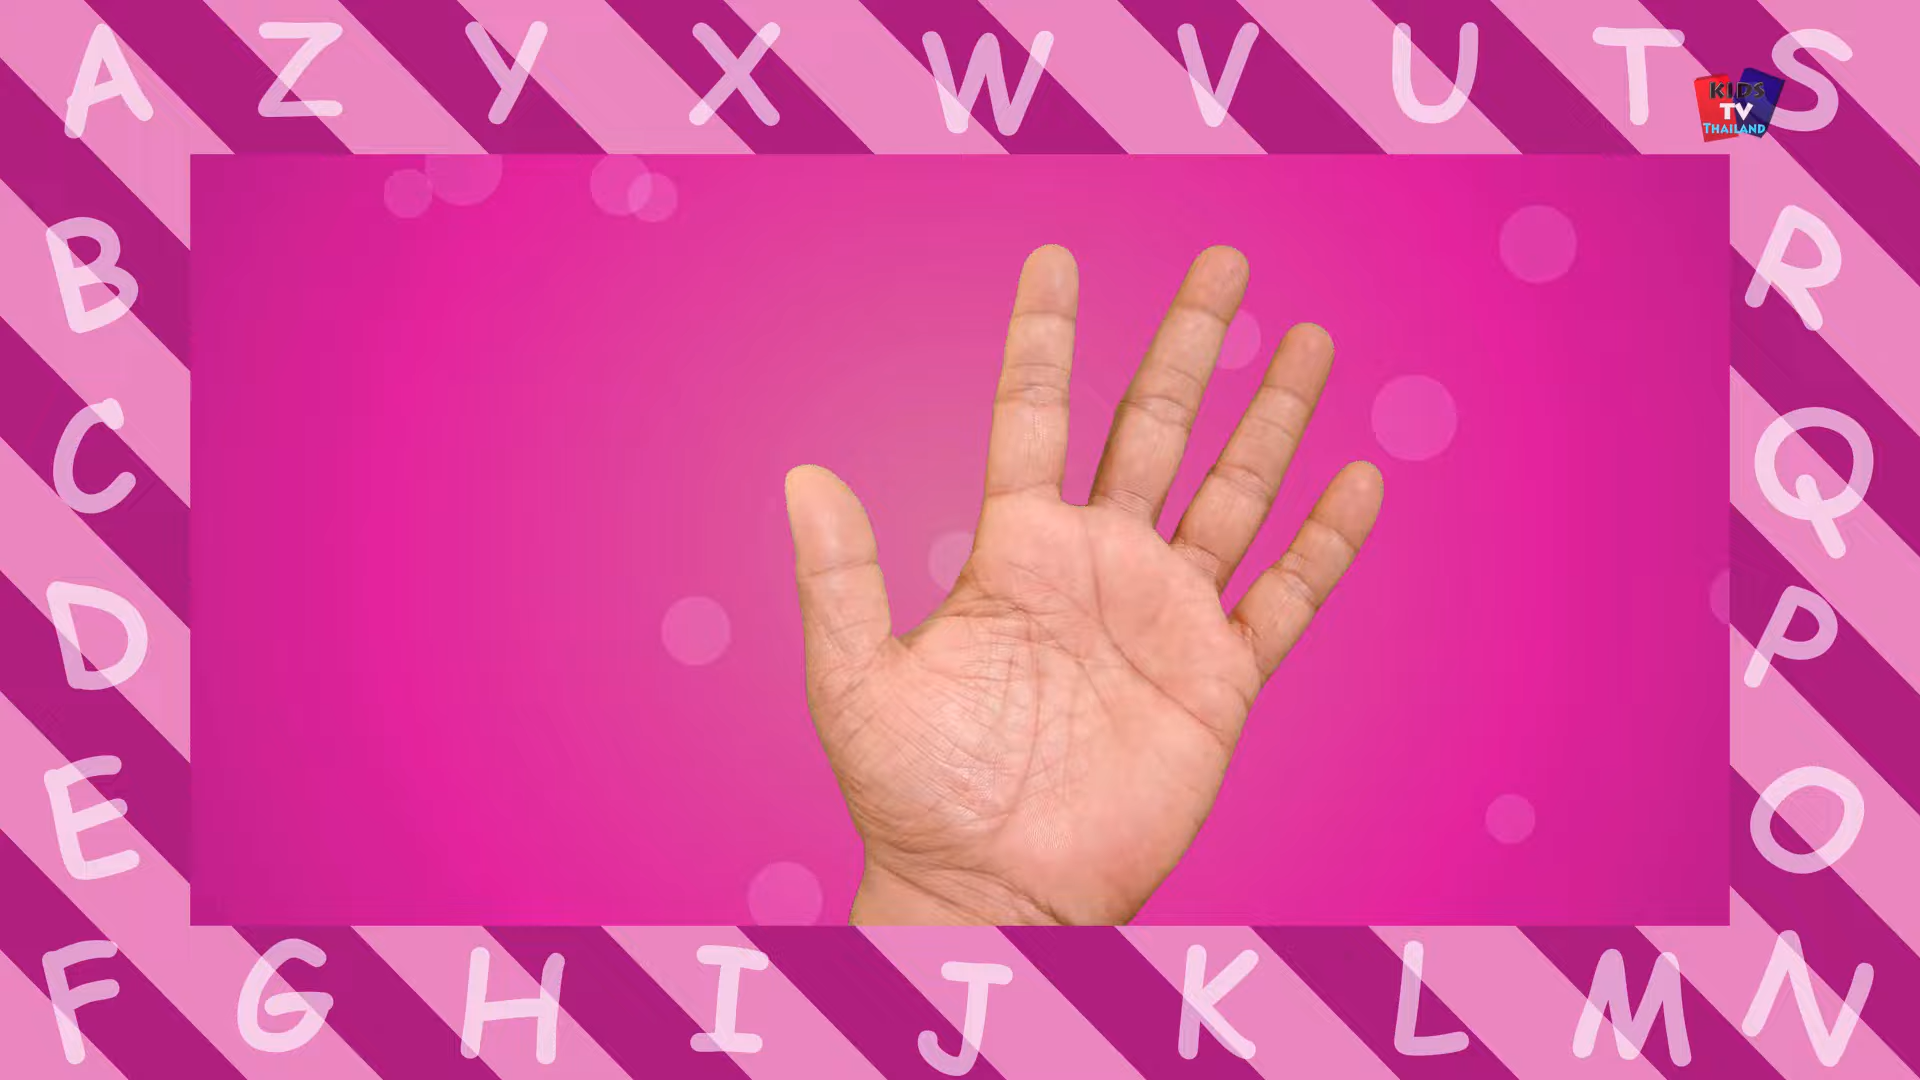 A Z Y X W V U T S
KIDS
TV
THAILAND
B R
C Q
D P
E O
F G H I J K L M N